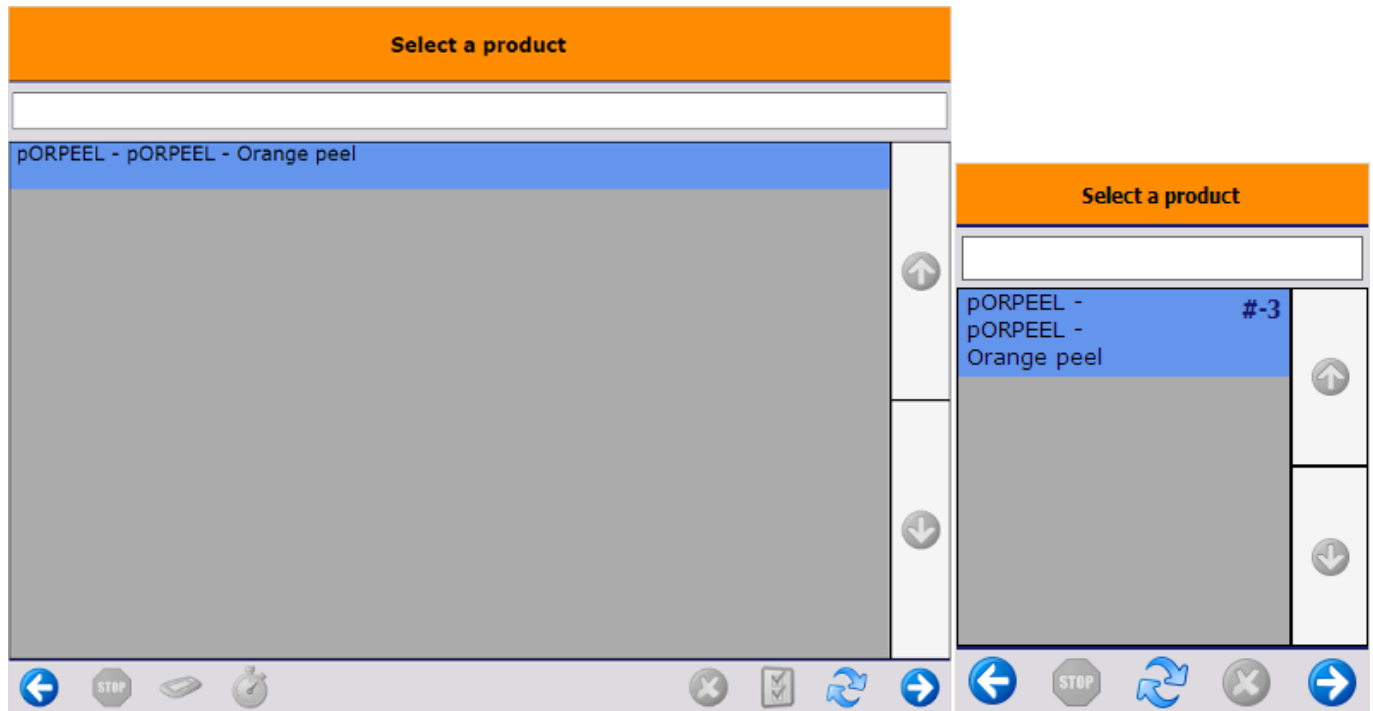 Select a product
pORPEEL - pORPEEL - Orange peel
STOP
Select a product
pORPEEL -
#-3
pORPEEL -
Orange peel
STOP